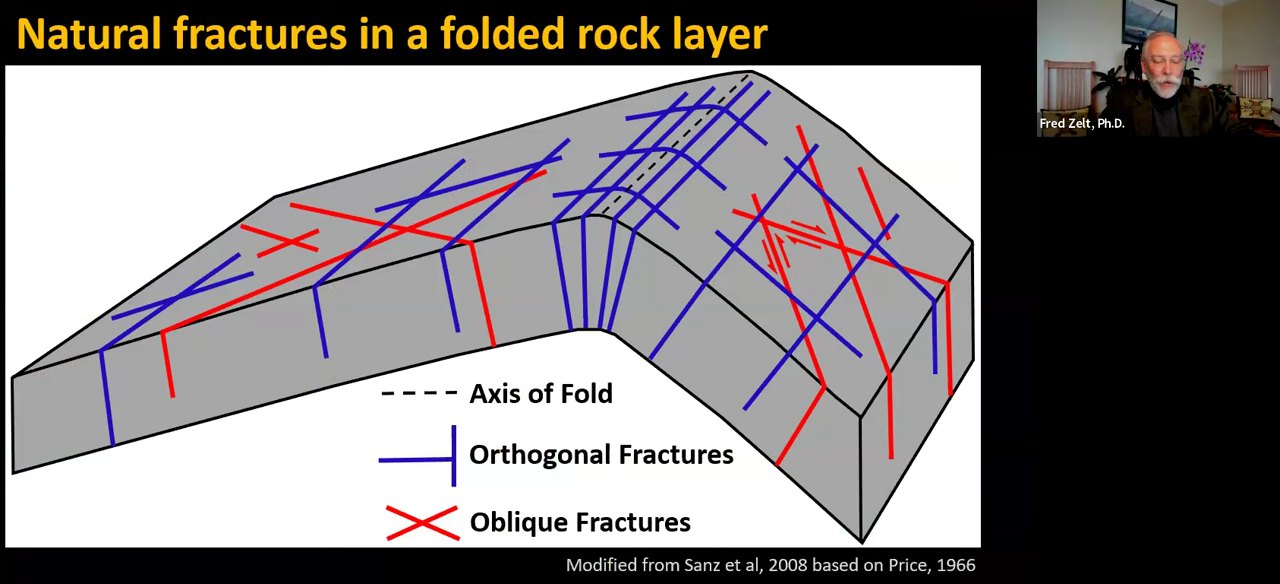 Natural fractures in a folded rock layer
Fred Zelt, Ph.D.
Axis of Fold
Orthogonal Fractures
Oblique Fractures
Modified from Sanz et al, 2008 based on Price, 1966